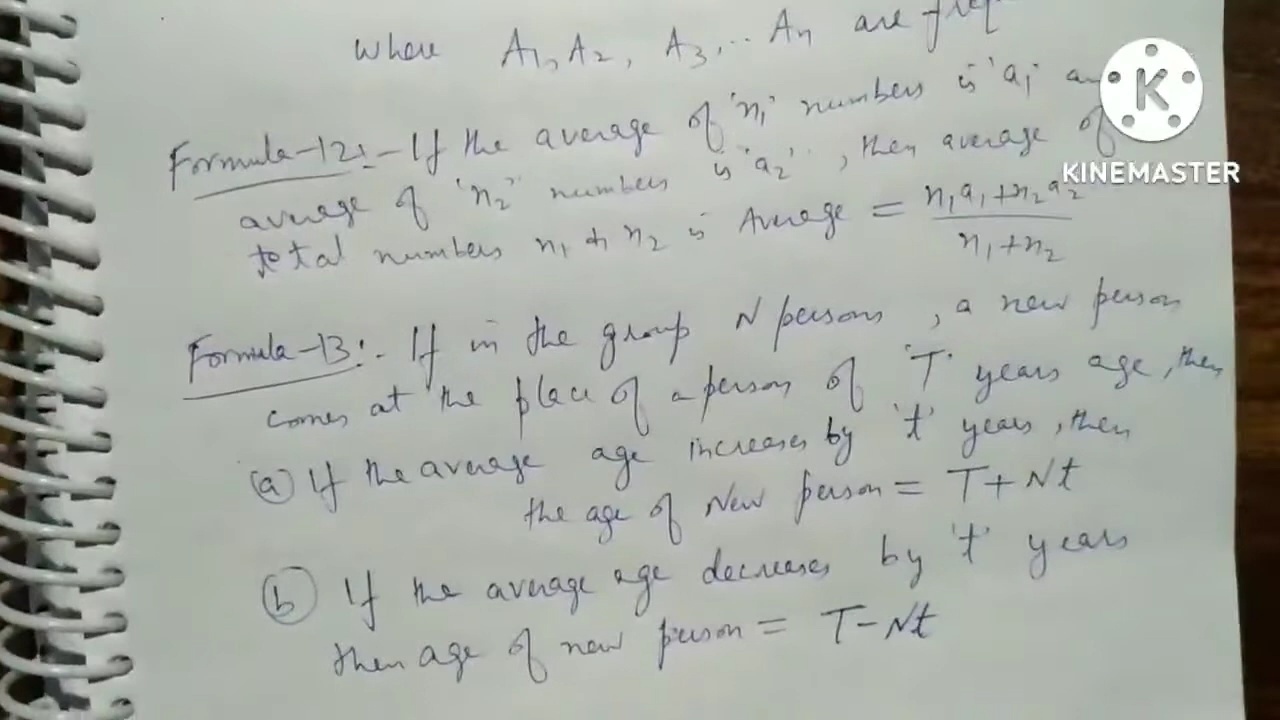 where A1, A2, A3, ... An are freq
Formula-12:- If the average of 'n1' numbers is 'a1' an
average of 'n2' numbers is 'a2', then average of
total numbers n1 & n2 is Average = (n1a1+n2a2)/(n1+n2)
Formula-13:- If in the group N persons, a new person
comes at the place of a person of 'T' years age, then
(a) If the average age increases by 't' years, then
the age of New person = T+Nt
(b) If the average age decreases by 't' years
then age of new person = T-Nt
K
KINEMASTER